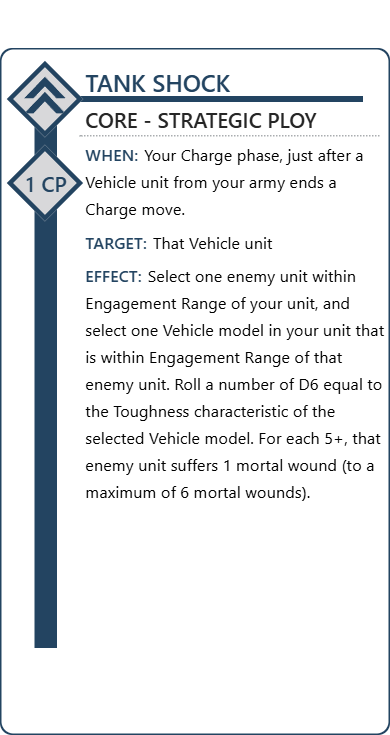 TANK SHOCK
CORE - STRATEGIC PLOY
WHEN: Your Charge phase, just after a
1 CP
Vehicle unit from your army ends a
Charge move.
TARGET: That Vehicle unit
EFFECT: Select one enemy unit within
Engagement Range of your unit, and
select one Vehicle model in your unit that
is within Engagement Range of that
enemy unit. Roll a number of D6 equal to
the Toughness characteristic of the
selected Vehicle model. For each 5+, that
enemy unit suffers 1 mortal wound (to a
maximum of 6 mortal wounds).